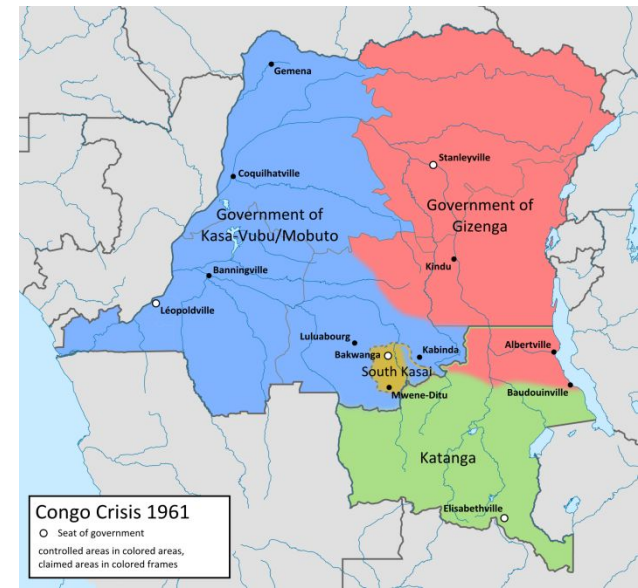 Gemena
Stanleyville
Coquilhatville
Government of
Kasa-Vubu/Mobuto
Government of
Gizenga
Kindu
Banningville
Léopoldville
Luluabourg
Bakwanga
Kabinda
Albertville
South Kasai
Mwene-Ditu
Baudouinville
Katanga
Elisabethville
Congo Crisis 1961
Seat of government
controlled areas in colored areas,
claimed areas in colored frames